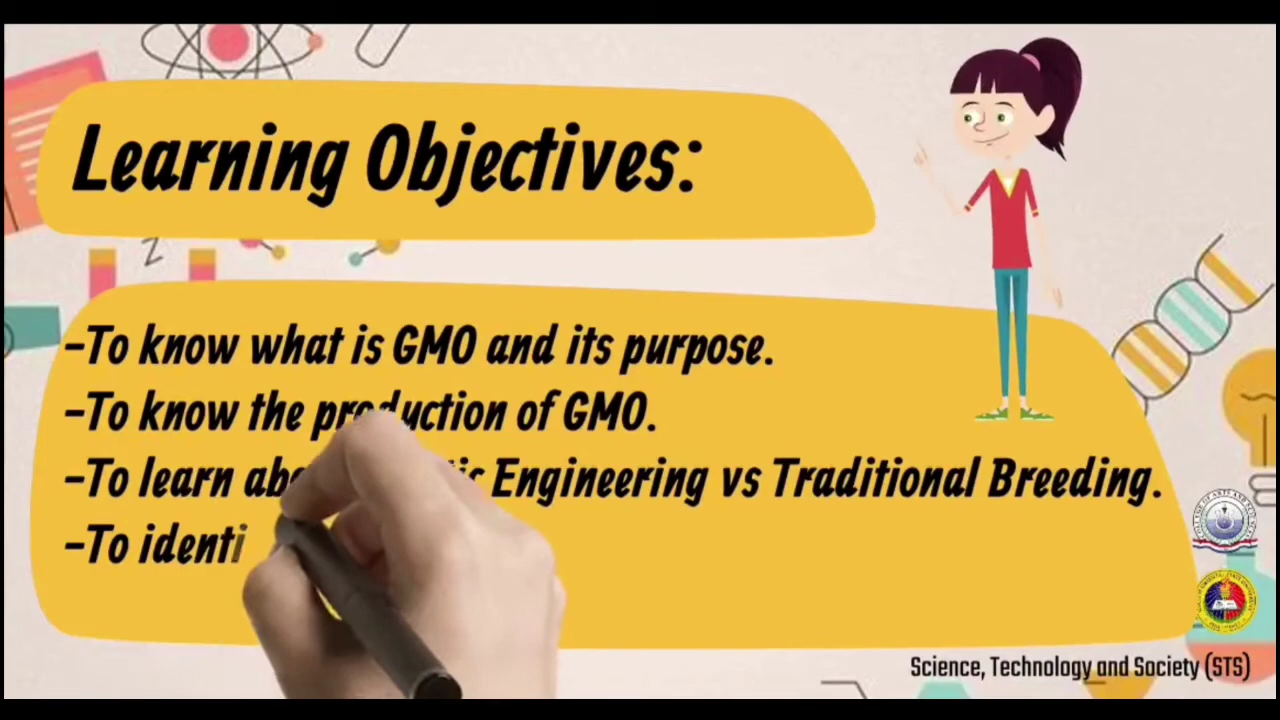 Learning Objectives:
-To know what is GMO and its purpose.
-To know the production of GMO.
-To learn Engineering vs Traditional Breeding.
-To identi
Science, Technology and Society (STS)